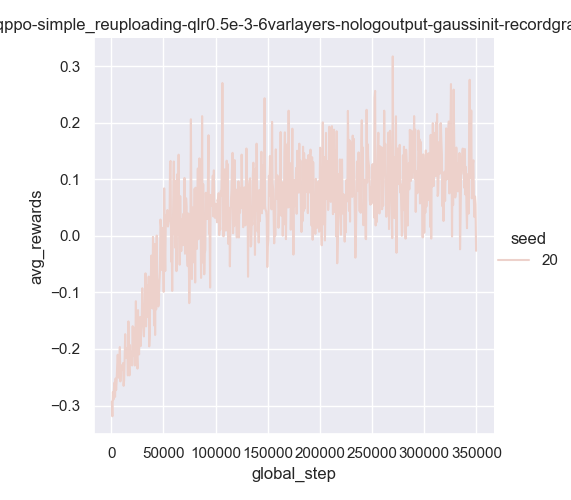 qppo-simple_reuploading-qlr0.5e-3-6varlayers-nologoutput-gaussinit-recordgra
0.3
0.2
0.1
0.0
−0.1
−0.2
−0.3
avg_rewards
seed
20
0 50000 100000 150000 200000 250000 300000 350000
global_step